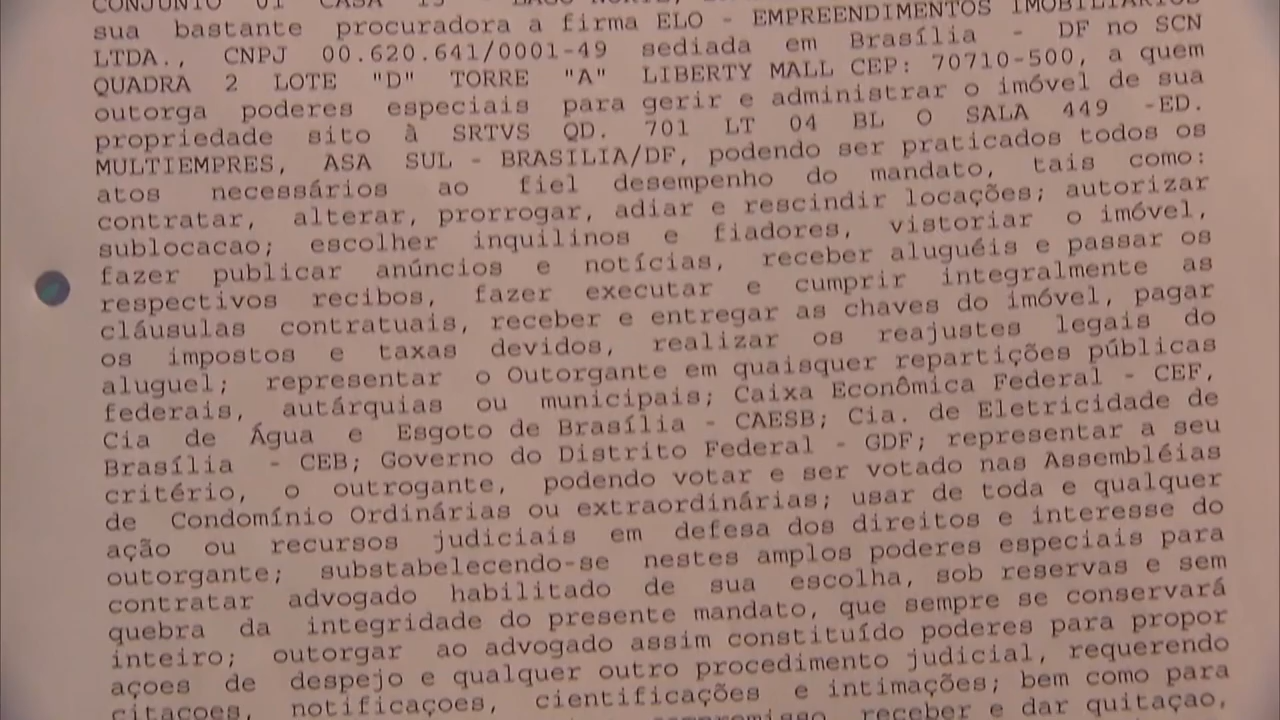 CONJUNTO 01 CASA 15 - LAGO NORTE,
sua bastante procuradora a firma ELO - EMPREENDIMENTOS IMOBILIÁRIOS
LTDA., CNPJ 00.620.641/0001-49 sediada em Brasília - DF no SCN
QUADRA 2 LOTE "D" TORRE "A" LIBERTY MALL CEP: 70710-500, a quem
outorga poderes especiais para gerir e administrar o imóvel de sua
propriedade sito à SRTVS QD. 701 LT 04 BL O SALA 449 -ED.
MULTIEMPRES, ASA SUL - BRASILIA/DF, podendo ser praticados todos os
atos necessários ao fiel desempenho do mandato, tais como:
contratar, alterar, prorrogar, adiar e rescindir locações; autorizar
sublocacao; escolher inquilinos e fiadores, vistoriar o imóvel,
fazer publicar anúncios e notícias, receber aluguéis e passar os
respectivos recibos, fazer executar e cumprir integralmente as
cláusulas contratuais, receber e entregar as chaves do imóvel, pagar
os impostos e taxas devidos, realizar os reajustes legais do
aluguel; representar o Outorgante em quaisquer repartições públicas
federais, autárquias ou municipais; Caixa Econômica Federal - CEF,
Cia de Água e Esgoto de Brasília - CAESB; Cia. de Eletricidade de
Brasília - CEB; Governo do Distrito Federal - GDF; representar a seu
critério, o outrogante, podendo votar e ser votado nas Assembléias
de Condomínio Ordinárias ou extraordinárias; usar de toda e qualquer
ação ou recursos judiciais em defesa dos direitos e interesse do
outorgante; substabelecendo-se nestes amplos poderes especiais para
contratar advogado habilitado de sua escolha, sob reservas e sem
quebra da integridade do presente mandato, que sempre se conservará
inteiro; outorgar ao advogado assim constituído poderes para propor
açoes de despejo e qualquer outro procedimento judicial, requerendo
citaçoes, notificaçoes, cientificações e intimações; bem como para
compromisso, receber e dar quitaçao,